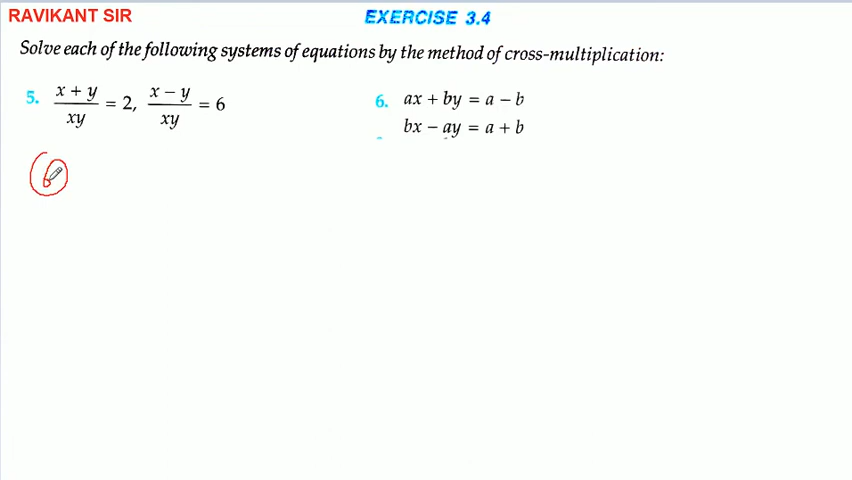 RAVIKANT SIR
EXERCISE 3.4
Solve each of the following systems of equations by the method of cross-multiplication:
5. x + y / xy = 2, x − y / xy = 6
6. ax + by = a − b
bx − ay = a + b